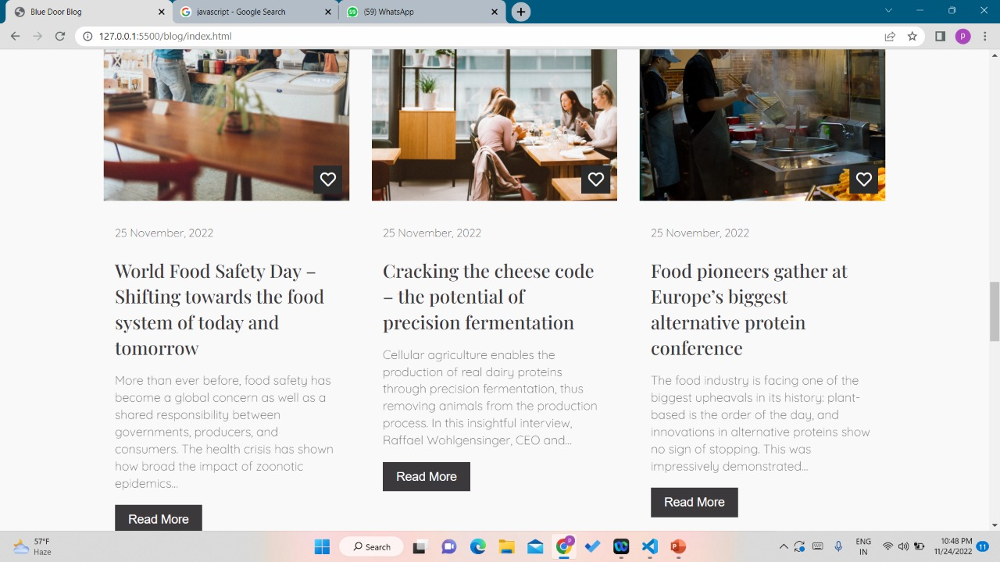 Blue Door Blog
javascript - Google Search
59
(59) WhatsApp
127.0.0.1:5500/blog/index.html
P
25 November, 2022
World Food Safety Day –
Shifting towards the food
system of today and
tomorrow
More than ever before, food safety has
become a global concern as well as a
shared responsibility between
governments, producers, and
consumers. The health crisis has shown
how broad the impact of zoonotic
epidemics...
Read More
25 November, 2022
Cracking the cheese code
– the potential of
precision fermentation
Cellular agriculture enables the
production of real dairy proteins
through precision fermentation, thus
removing animals from the production
process. In this insightful interview,
Raffael Wohlgensinger, CEO and...
Read More
25 November, 2022
Food pioneers gather at
Europe’s biggest
alternative protein
conference
The food industry is facing one of the
biggest upheavals in its history: plant-
based is the order of the day, and
innovations in alternative proteins show
no sign of stopping. This was
impressively demonstrated...
Read More
57°F
Haze
Search
P
ENG
IN
10:48 PM
11/24/2022
11